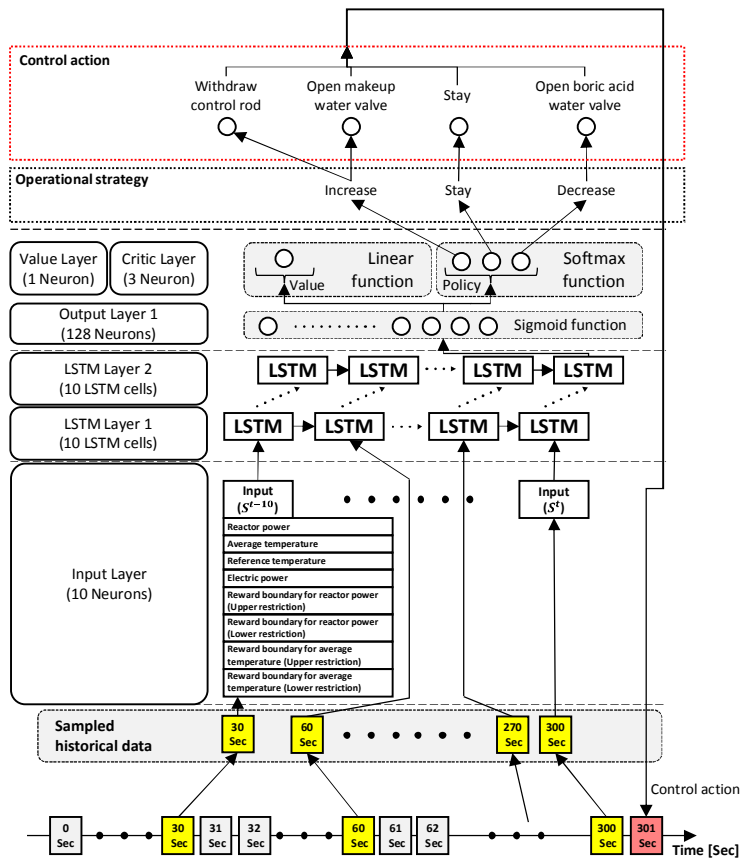 Control action
Withdraw
control rod
Open makeup
water valve
Stay
Open boric acid
water valve
Operational strategy
Increase
Stay
Decrease
Value Layer
(1 Neuron)
Critic Layer
(3 Neuron)
Linear
function
Value
Softmax
function
Policy
Output Layer 1
(128 Neurons)
Sigmoid function
LSTM Layer 2
(10 LSTM cells)
LSTM
LSTM
LSTM
LSTM
LSTM Layer 1
(10 LSTM cells)
LSTM
LSTM
LSTM
LSTM
Input Layer
(10 Neurons)
Input
(S^{t−10})
Input
(S^t)
Reactor power
Average temperature
Reference temperature
Electric power
Reward boundary for reactor power
(Upper restriction)
Reward boundary for reactor power
(Lower restriction)
Reward boundary for average
temperature (Upper restriction)
Reward boundary for average
temperature (Lower restriction)
Sampled
historical data
30
Sec
60
Sec
270
Sec
300
Sec
Control action
0
Sec
30
Sec
31
Sec
32
Sec
60
Sec
61
Sec
62
Sec
300
Sec
301
Sec
Time [Sec]